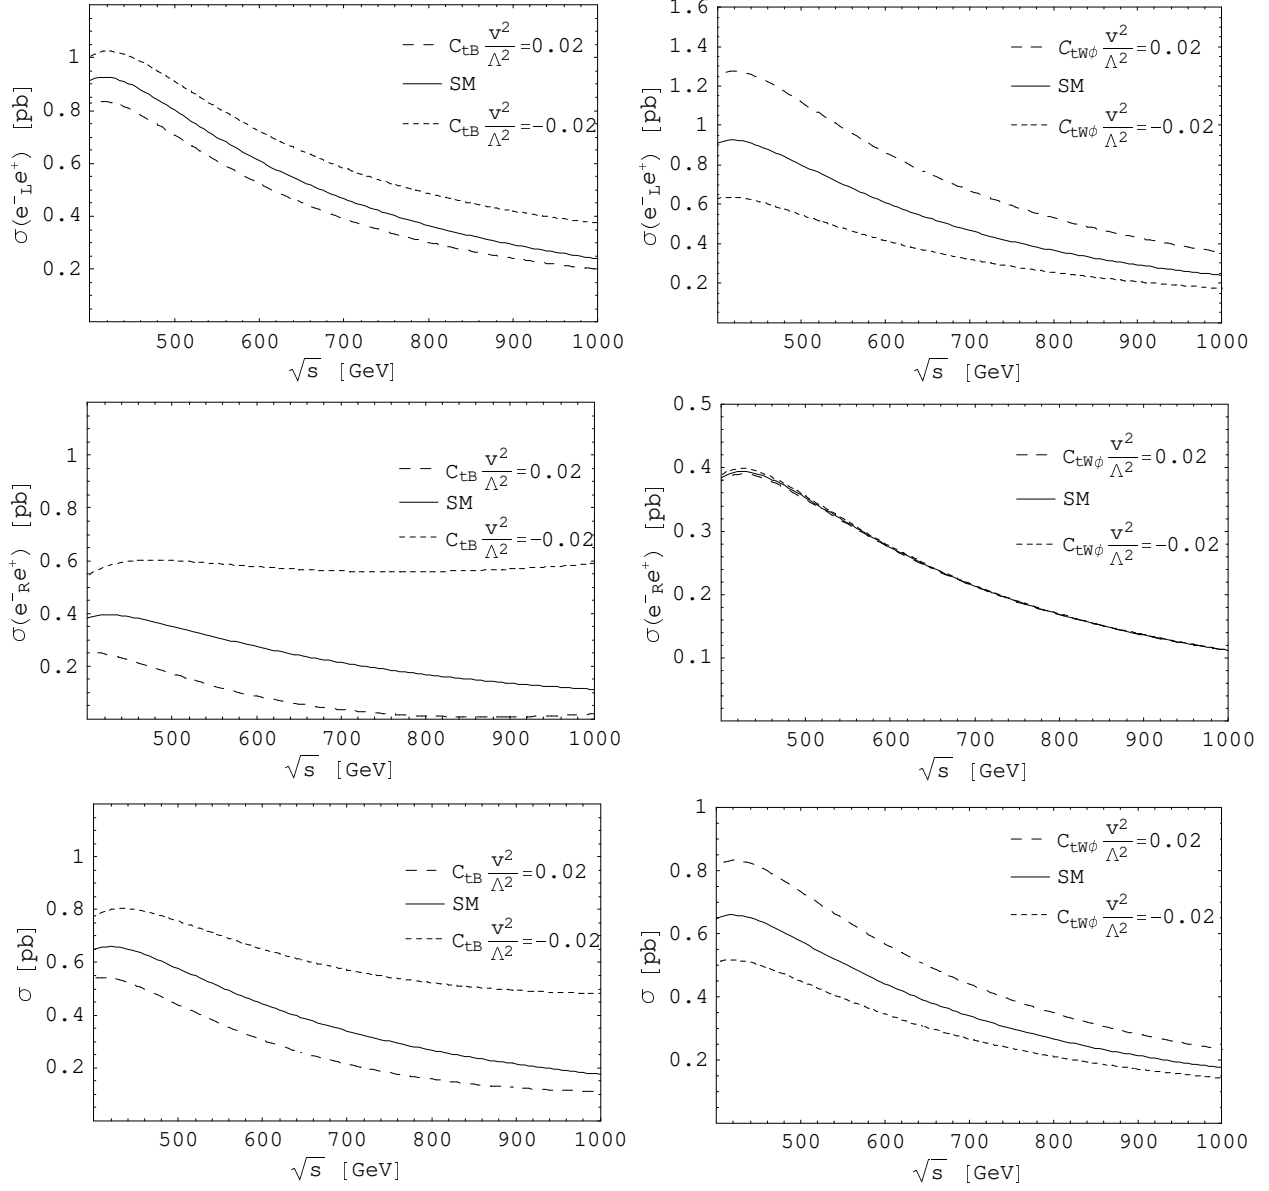 σ(e⁻_L e⁺) [pb]
1
0.8
0.6
0.4
0.2
C_tB v²/Λ² =0.02
SM
C_tB v²/Λ² =-0.02
500 600 700 800 900 1000
√s [GeV]
σ(e⁻_L e⁺) [pb]
1.6
1.4
1.2
1
0.8
0.6
0.4
0.2
C_tWφ v²/Λ² =0.02
SM
C_tWφ v²/Λ² =-0.02
500 600 700 800 900 1000
√s [GeV]
σ(e⁻_R e⁺) [pb]
1
0.8
0.6
0.4
0.2
C_tB v²/Λ² =0.02
SM
C_tB v²/Λ² =-0.02
500 600 700 800 900 1000
√s [GeV]
σ(e⁻_R e⁺) [pb]
0.5
0.4
0.3
0.2
0.1
C_tWφ v²/Λ² =0.02
SM
C_tWφ v²/Λ² =-0.02
500 600 700 800 900 1000
√s [GeV]
σ [pb]
1
0.8
0.6
0.4
0.2
C_tB v²/Λ² =0.02
SM
C_tB v²/Λ² =-0.02
500 600 700 800 900 1000
√s [GeV]
σ [pb]
1
0.8
0.6
0.4
0.2
C_tWφ v²/Λ² =0.02
SM
C_tWφ v²/Λ² =-0.02
500 600 700 800 900 1000
√s [GeV]